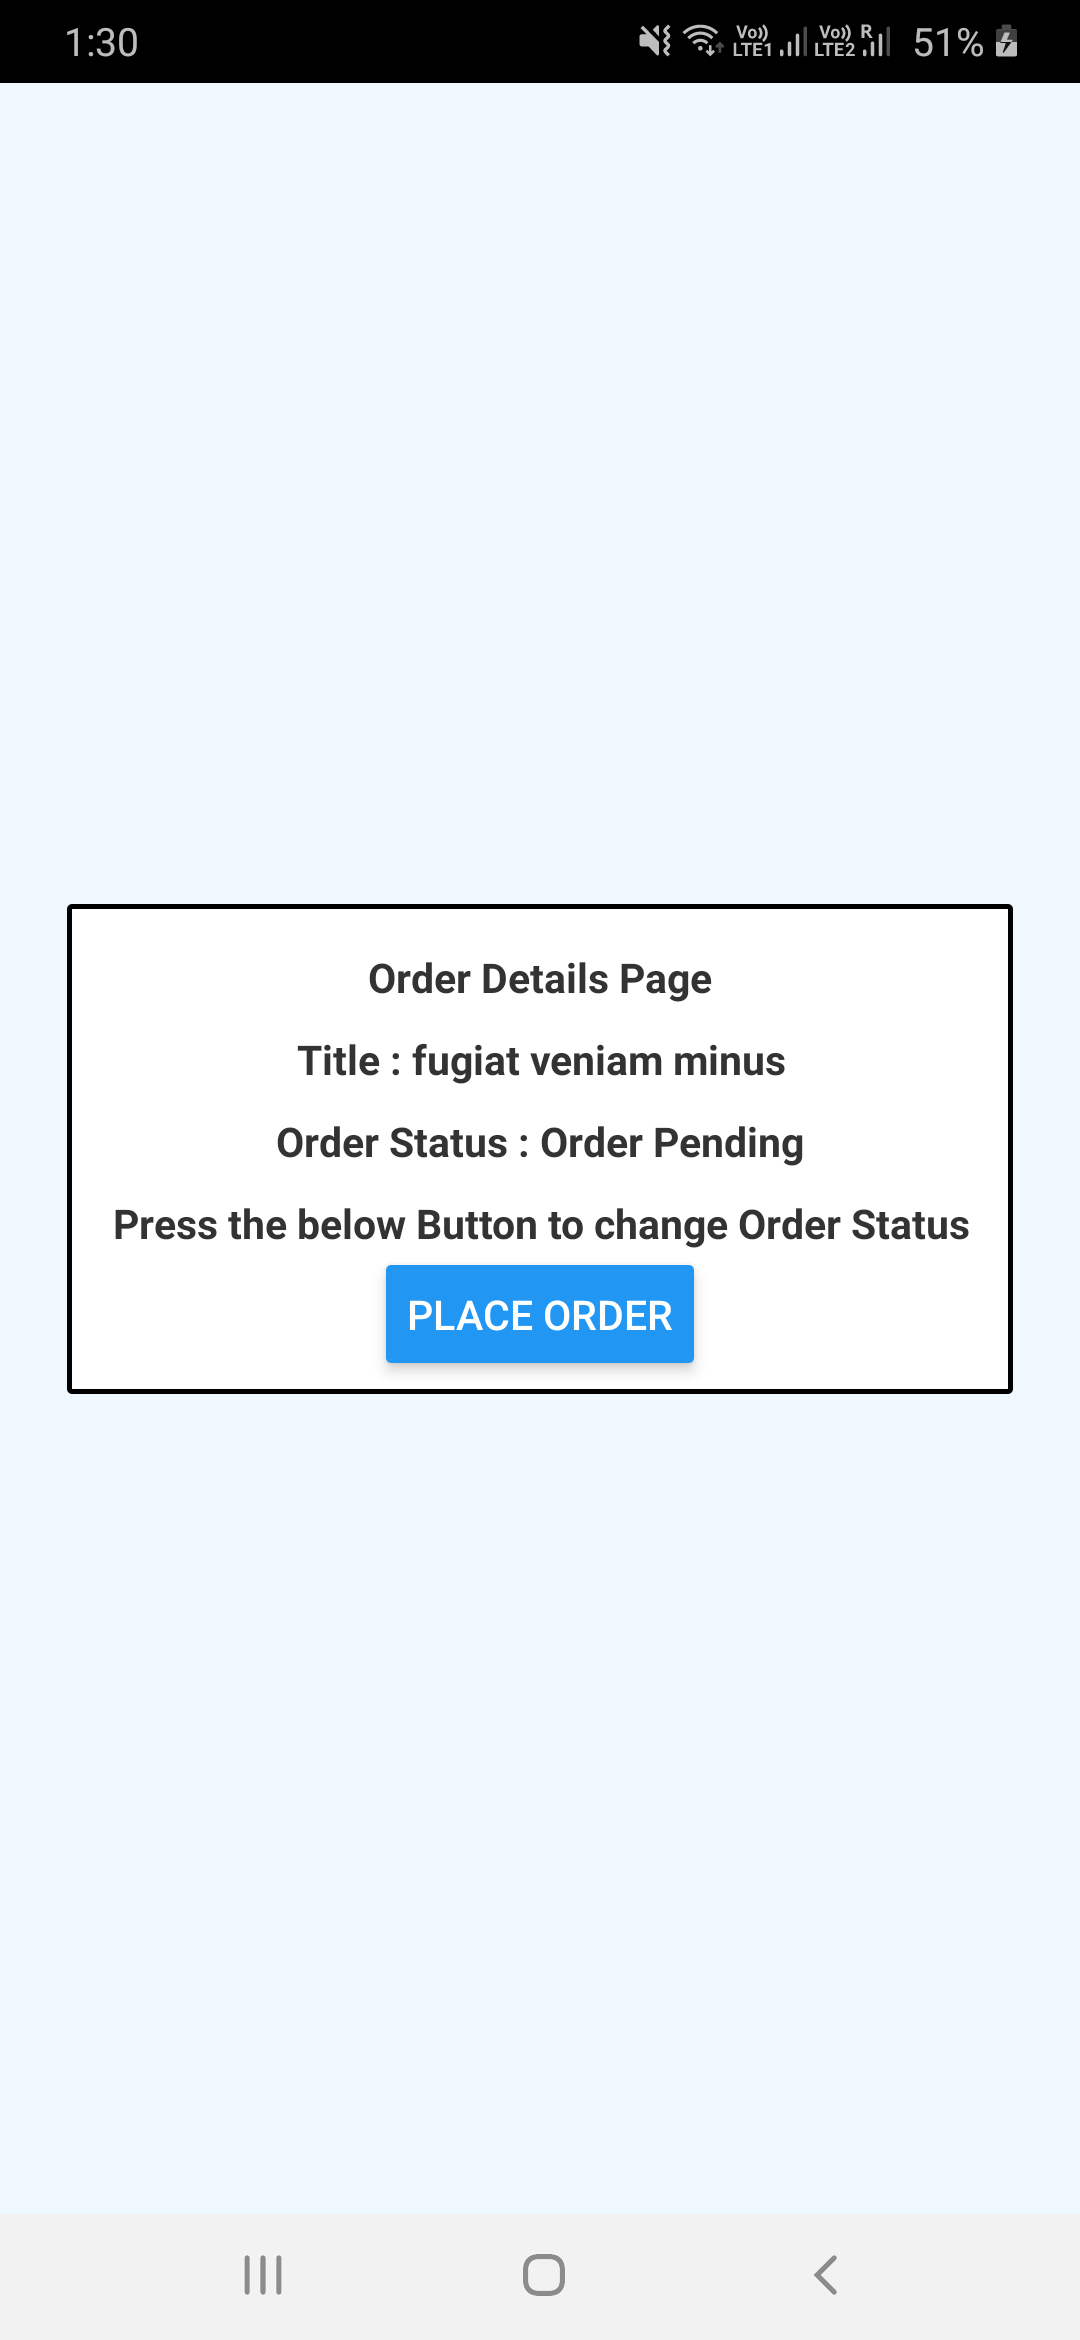 1:30
Vo)) LTE1 Vo)) LTE2 R 51%
Order Details Page
Title : fugiat veniam minus
Order Status : Order Pending
Press the below Button to change Order Status
PLACE ORDER